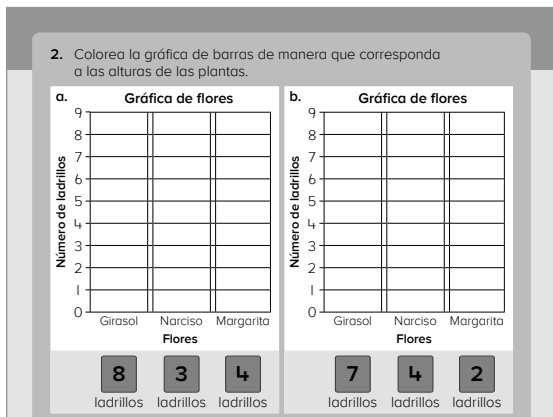 2. Colorea la gráfica de barras de manera que corresponda
a las alturas de las plantas.
a. Gráfica de flores
Número de ladrillos
9
8
7
6
5
4
3
2
1
0
Girasol Narciso Margarita
Flores
8 3 4
ladrillos ladrillos ladrillos
b. Gráfica de flores
Número de ladrillos
9
8
7
6
5
4
3
2
1
0
Girasol Narciso Margarita
Flores
7 4 2
ladrillos ladrillos ladrillos